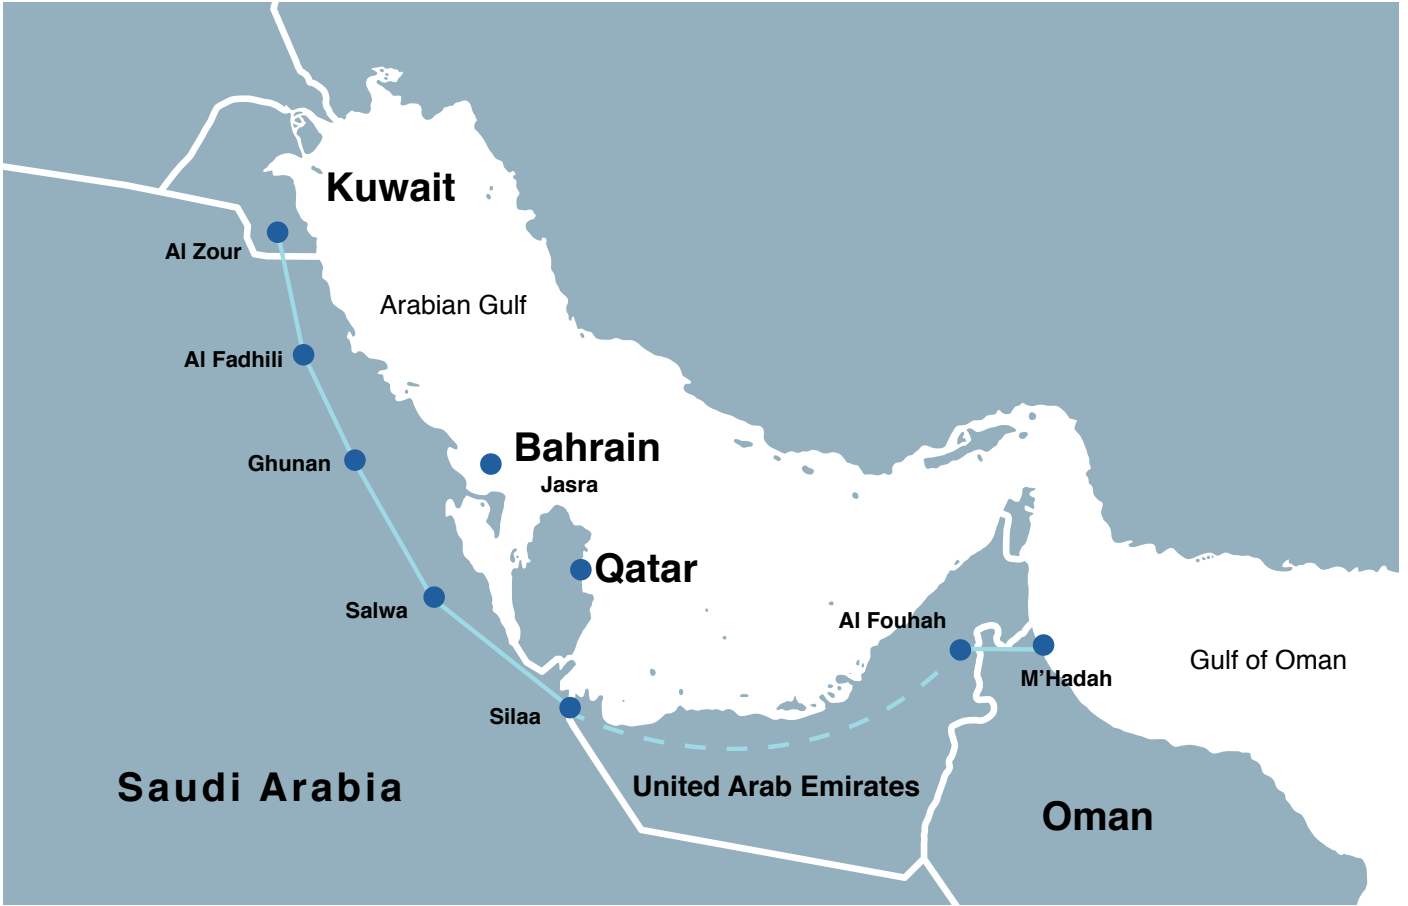 Kuwait
Al Zour
Arabian Gulf
Al Fadhili
Bahrain
Ghunan
Jasra
Qatar
Salwa
Al Fouhah
Gulf of Oman
M’Hadah
Silaa
United Arab Emirates
Saudi Arabia
Oman